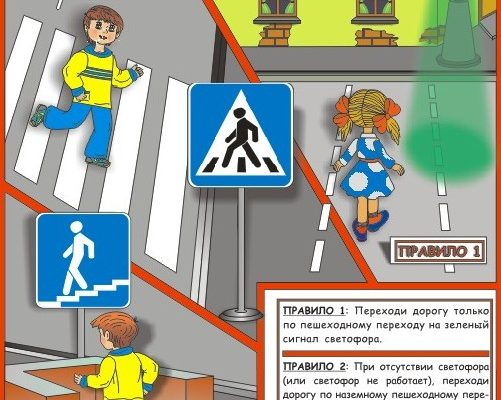 ПРАВИЛО 1
ПРАВИЛО 1: Переходи дорогу только
по пешеходному переходу на зеленый
сигнал светофора.
ПРАВИЛО 2: При отсутствии светофора
(или светофор не работает), переходи
дорогу по наземному пешеходному пере-